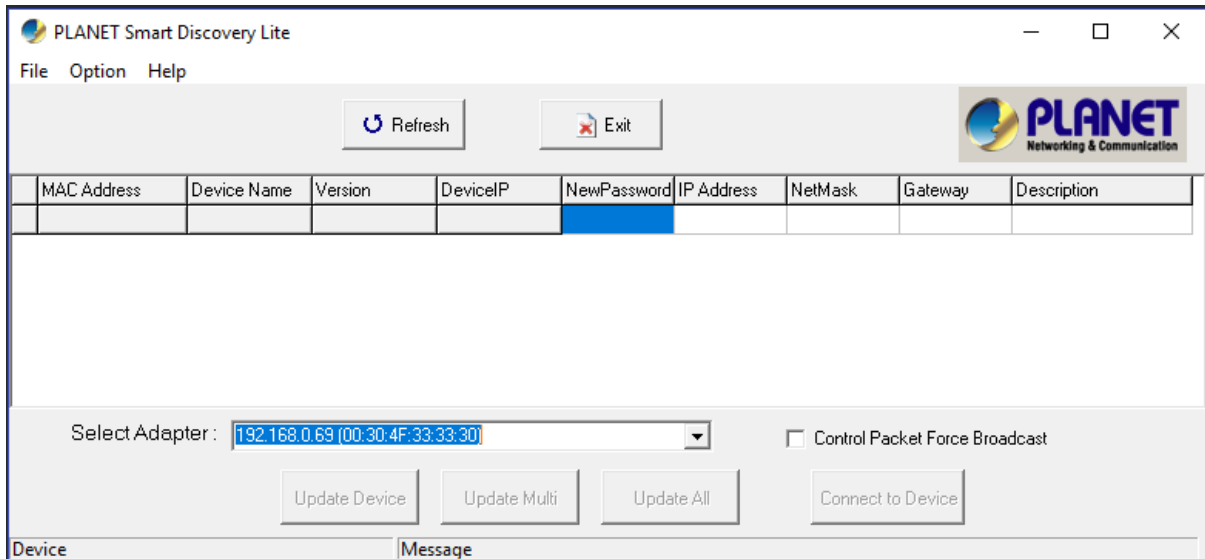 PLANET Smart Discovery Lite
File Option Help
Refresh Exit PLANET
Networking & Communication
MAC Address Device Name Version DeviceIP NewPassword IP Address NetMask Gateway Description
Select Adapter : 192.168.0.69 (00:30:4F:33:33:30) Control Packet Force Broadcast
Update Device Update Multi Update All Connect to Device
Device Message